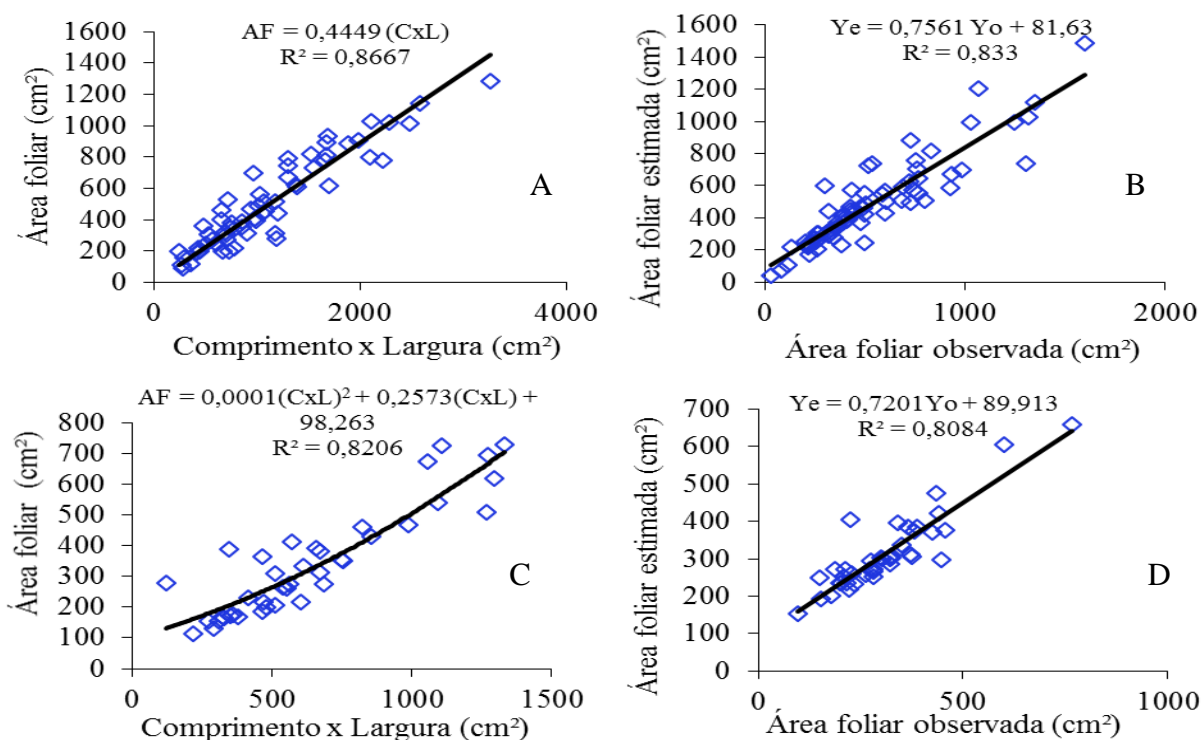 AF = 0,4449 (CxL)
R² = 0,8667
Área foliar (cm²)
1600
1400
1200
1000
800
600
400
200
0
0 2000 4000
Comprimento x Largura (cm²)
A
Ye = 0,7561 Yo + 81,63
R² = 0,833
Área foliar estimada (cm²)
1600
1400
1200
1000
800
600
400
200
0
0 1000 2000
Área foliar observada (cm²)
B
AF = 0,0001(CxL)² + 0,2573(CxL) +
98,263
R² = 0,8206
Área foliar (cm²)
800
700
600
500
400
300
200
100
0
0 500 1000 1500
Comprimento x Largura (cm²)
C
Ye = 0,7201Yo + 89,913
R² = 0,8084
Área foliar estimada (cm²)
700
600
500
400
300
200
100
0
0 500 1000
Área foliar observada (cm²)
D